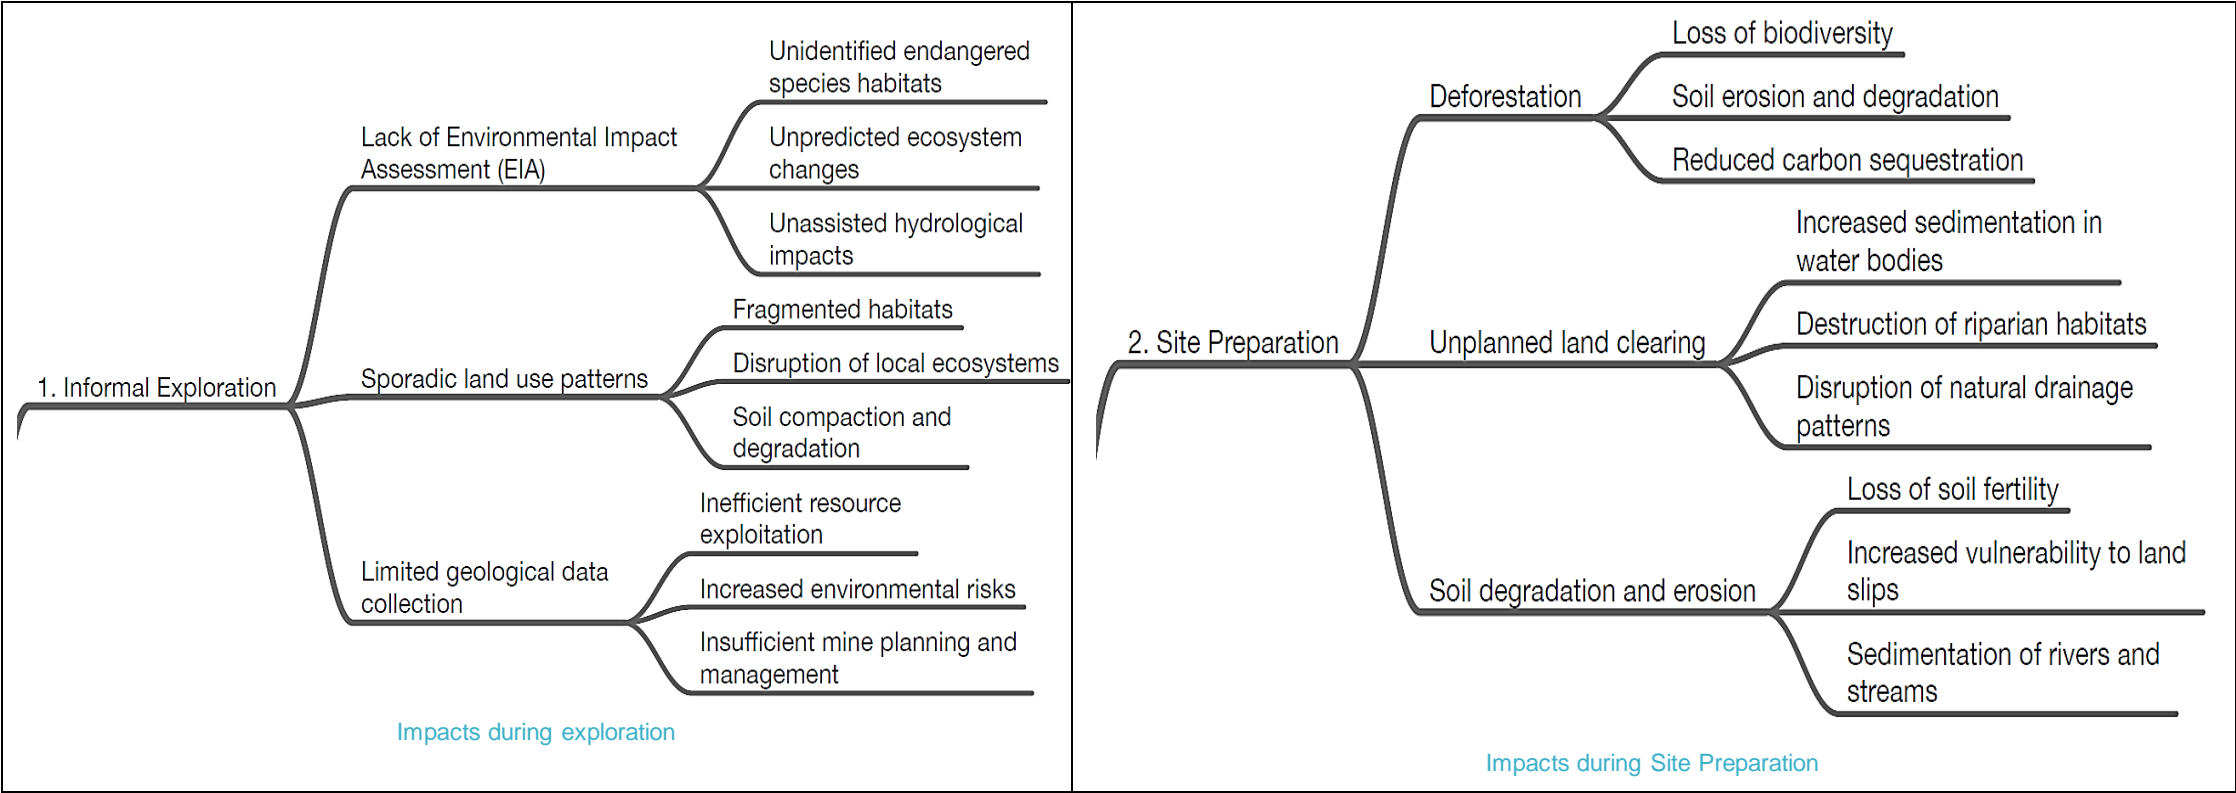 Unidentified endangered
species habitats
Lack of Environmental Impact
Assessment (EIA)
Unpredicted ecosystem
changes
Unassisted hydrological
impacts
1. Informal Exploration
Sporadic land use patterns
Fragmented habitats
Disruption of local ecosystems
Soil compaction and
degradation
Limited geological data
collection
Inefficient resource
exploitation
Increased environmental risks
Insufficient mine planning and
management
Impacts during exploration
2. Site Preparation
Deforestation
Loss of biodiversity
Soil erosion and degradation
Reduced carbon sequestration
Unplanned land clearing
Increased sedimentation in
water bodies
Destruction of riparian habitats
Disruption of natural drainage
patterns
Soil degradation and erosion
Loss of soil fertility
Increased vulnerability to land
slips
Sedimentation of rivers and
streams
Impacts during Site Preparation